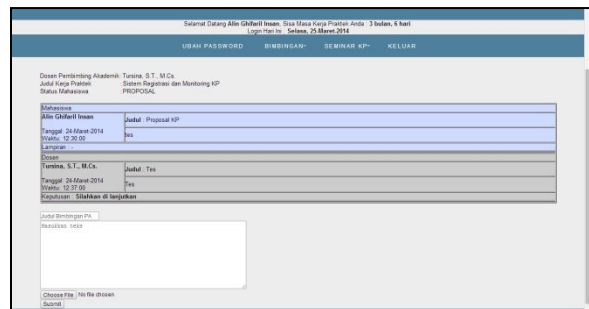 Selamat Datang Alin Ghifaril Insan, Sisa Masa Kerja Praktek Anda : 3 bulan, 6 hari
Login Hari Ini : Selasa, 25.Maret.2014
UBAH PASSWORD BIMBINGAN SEMINAR KP KELUAR
Dosen Pembimbing Akademik :Tursina, S.T., M.Cs.
Judul Kerja Praktek :Sistem Registrasi dan Monitoring KP
Status Mahasiswa :PROPOSAL
Mahasiswa
Alin Ghifaril Insan
Judul : Proposal KP
Tanggal: 24-Maret-2014
Waktu: 12:30:00
tes
Lampiran : -
Dosen
Tursina, S.T., M.Cs.
Judul : Tes
Tanggal: 24-Maret-2014
Waktu: 12:37:00
Tes
Keputusan : Silahkan di lanjutkan
Judul Bimbingan PA
Masukkan teks
Choose File No file chosen
Submit